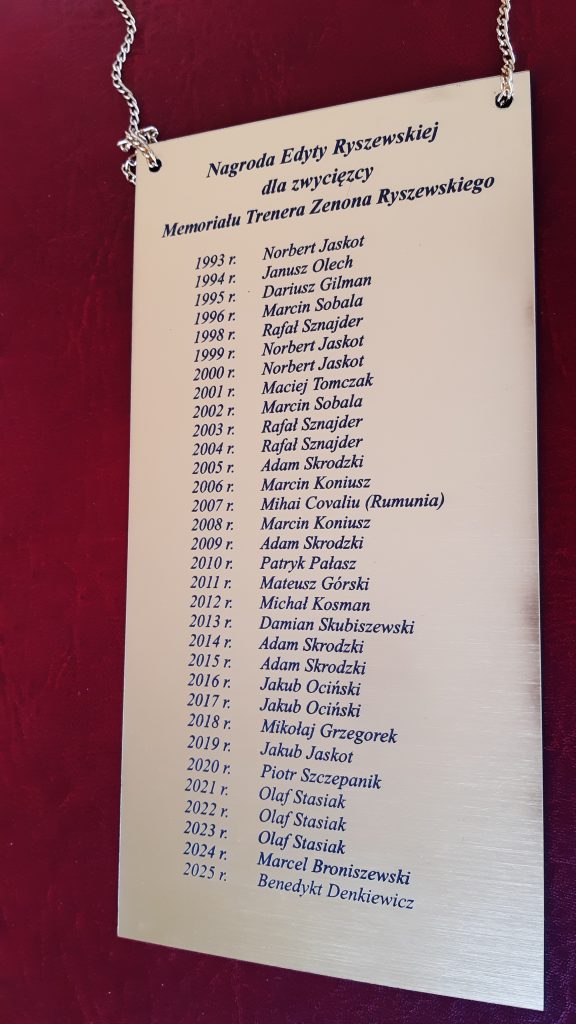 Nagroda Edyty Ryszewskiej
dla zwycięzcy
Memoriału Trenera Zenona Ryszewskiego
1993 r. Norbert Jaskot
1994 r. Janusz Olech
1995 r. Dariusz Gilman
1996 r. Marcin Sobala
1998 r. Rafał Sznajder
1999 r. Norbert Jaskot
2000 r. Norbert Jaskot
2001 r. Maciej Tomczak
2002 r. Marcin Sobala
2003 r. Rafał Sznajder
2004 r. Rafał Sznajder
2005 r. Adam Skrodzki
2006 r. Marcin Koniusz
2007 r. Mihai Covaliu (Rumunia)
2008 r. Marcin Koniusz
2009 r. Adam Skrodzki
2010 r. Patryk Pałasz
2011 r. Mateusz Górski
2012 r. Michał Kosman
2013 r. Damian Skubiszewski
2014 r. Adam Skrodzki
2015 r. Adam Skrodzki
2016 r. Jakub Ociński
2017 r. Jakub Ociński
2018 r. Mikołaj Grzegorek
2019 r. Jakub Jaskot
2020 r. Piotr Szczepanik
2021 r. Olaf Stasiak
2022 r. Olaf Stasiak
2023 r. Olaf Stasiak
2024 r. Marcel Broniszewski
2025 r. Benedykt Denkiewicz